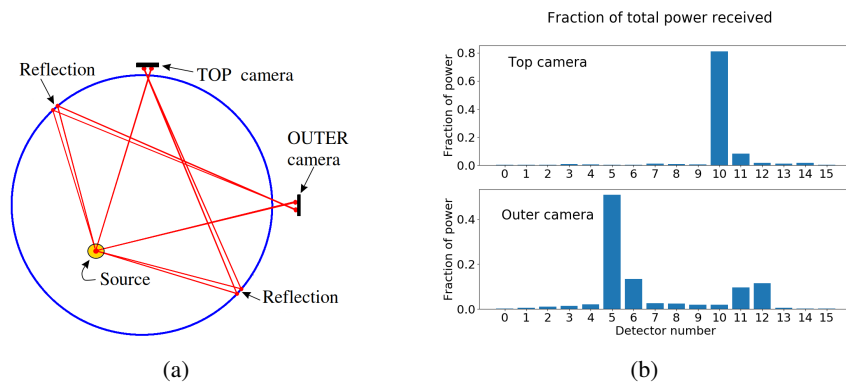 Reflection
TOP camera
OUTER
camera
Source
Reflection
(a)
Fraction of total power received
Fraction of power
0.8
0.6
0.4
0.2
0.0
Top camera
0 1 2 3 4 5 6 7 8 9 10 11 12 13 14 15
Fraction of power
0.4
0.2
0.0
Outer camera
0 1 2 3 4 5 6 7 8 9 10 11 12 13 14 15
Detector number
(b)